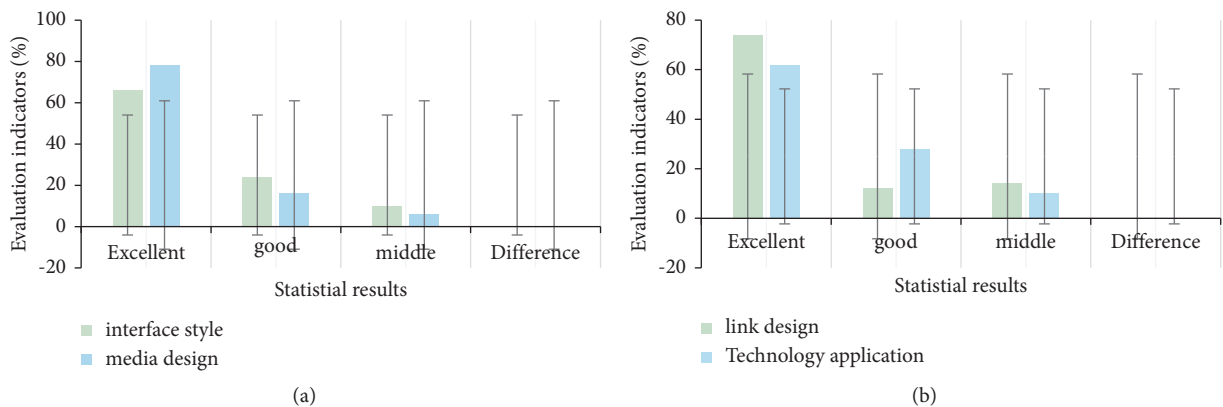 Evaluation indicators (%)
100
80
60
40
20
0
-20
Excellent
good
middle
Difference
Statistial results
interface style
media design
(a)
Evaluation indicators (%)
80
60
40
20
0
-20
Excellent
good
middle
Difference
Statistial results
link design
Technology application
(b)